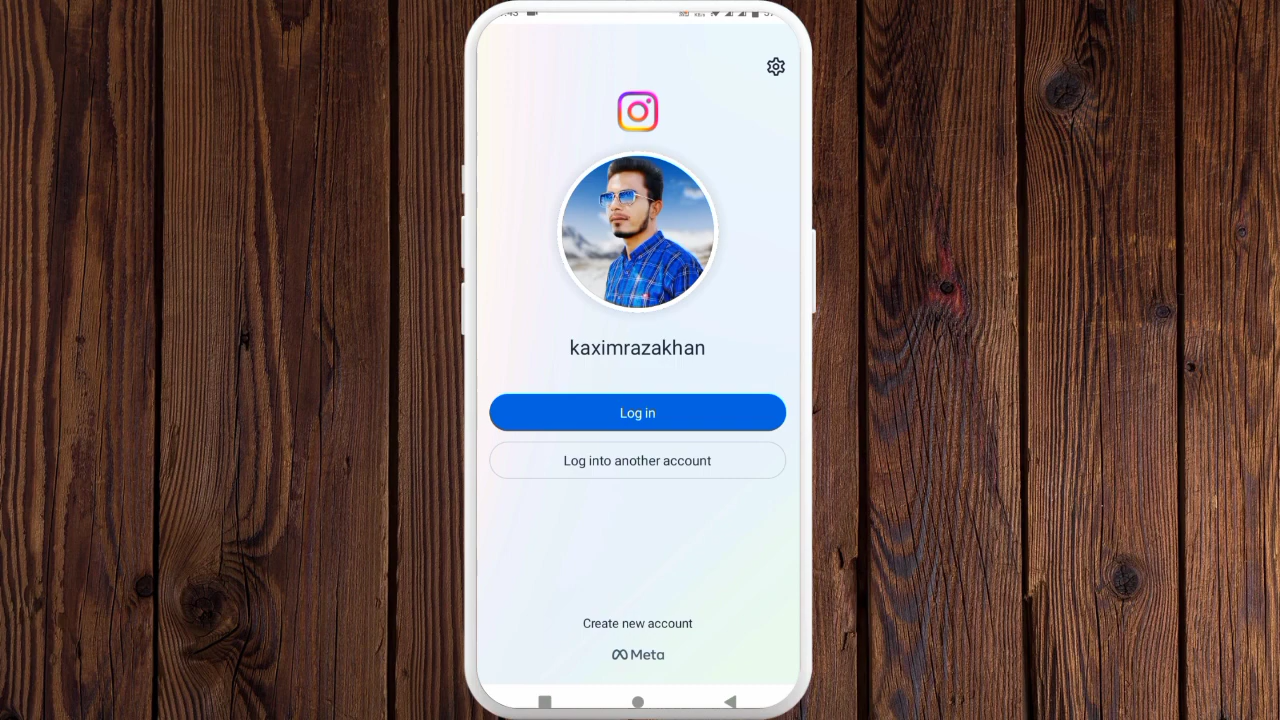 kaximrazakhan
Log in
Log into another account
Create new account
Meta